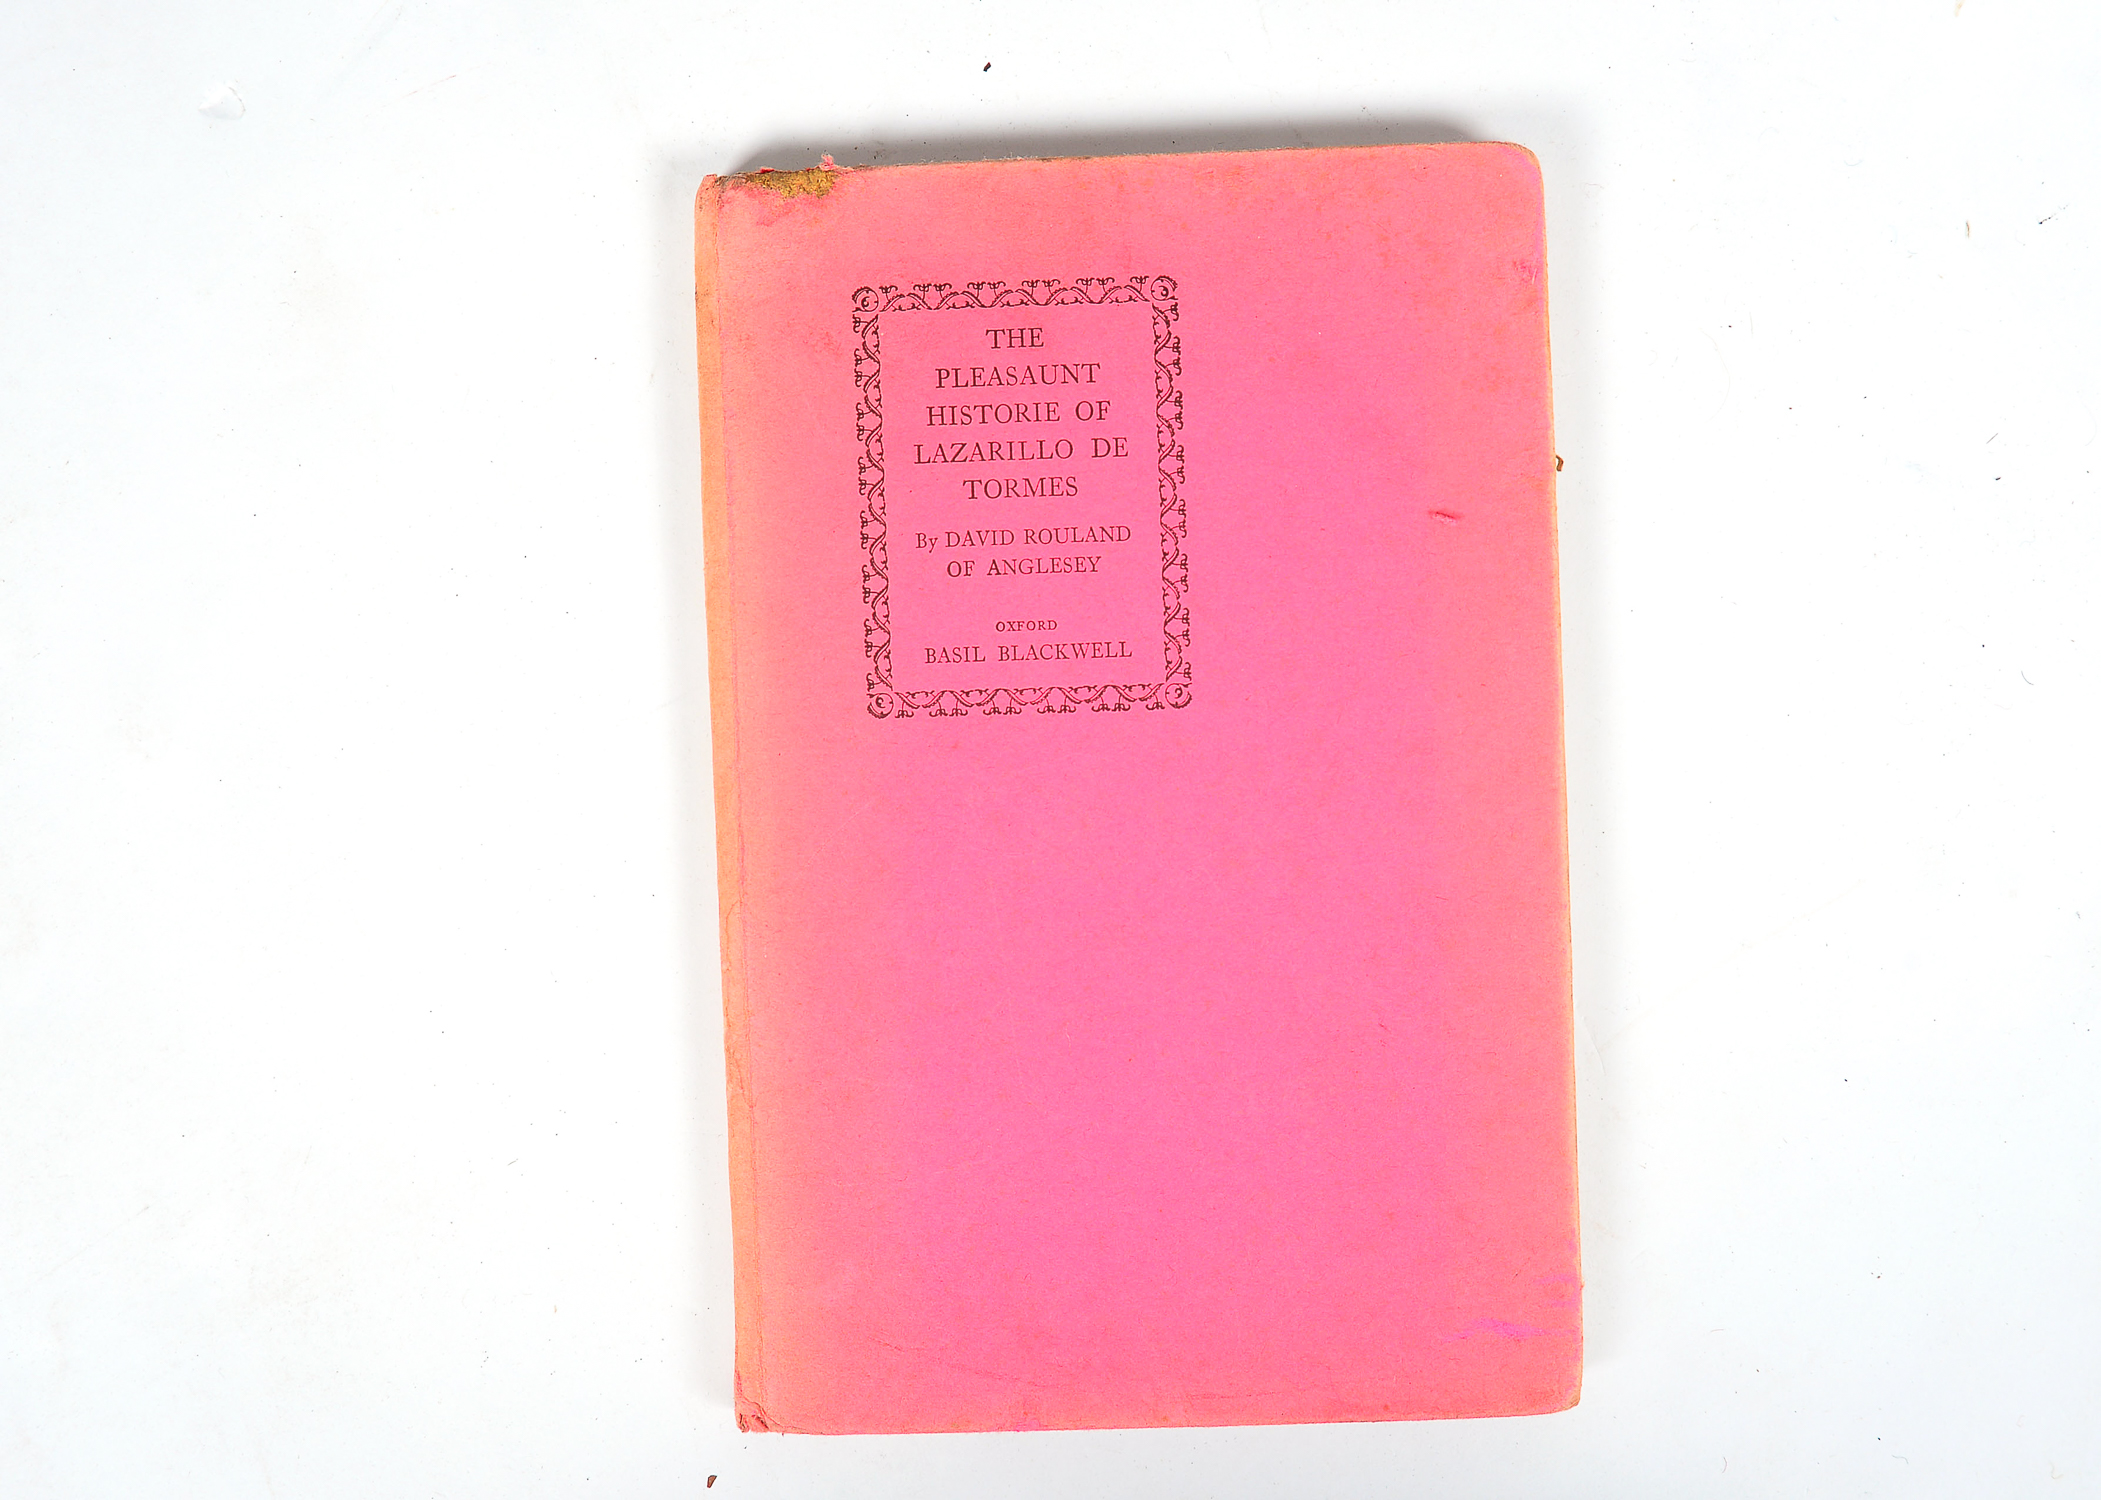 THE
PLEASAUNT
HISTORIE OF
LAZARILLO DE
TORMES
By DAVID ROULAND
OF ANGLESEY
OXFORD
BASIL BLACKWELL